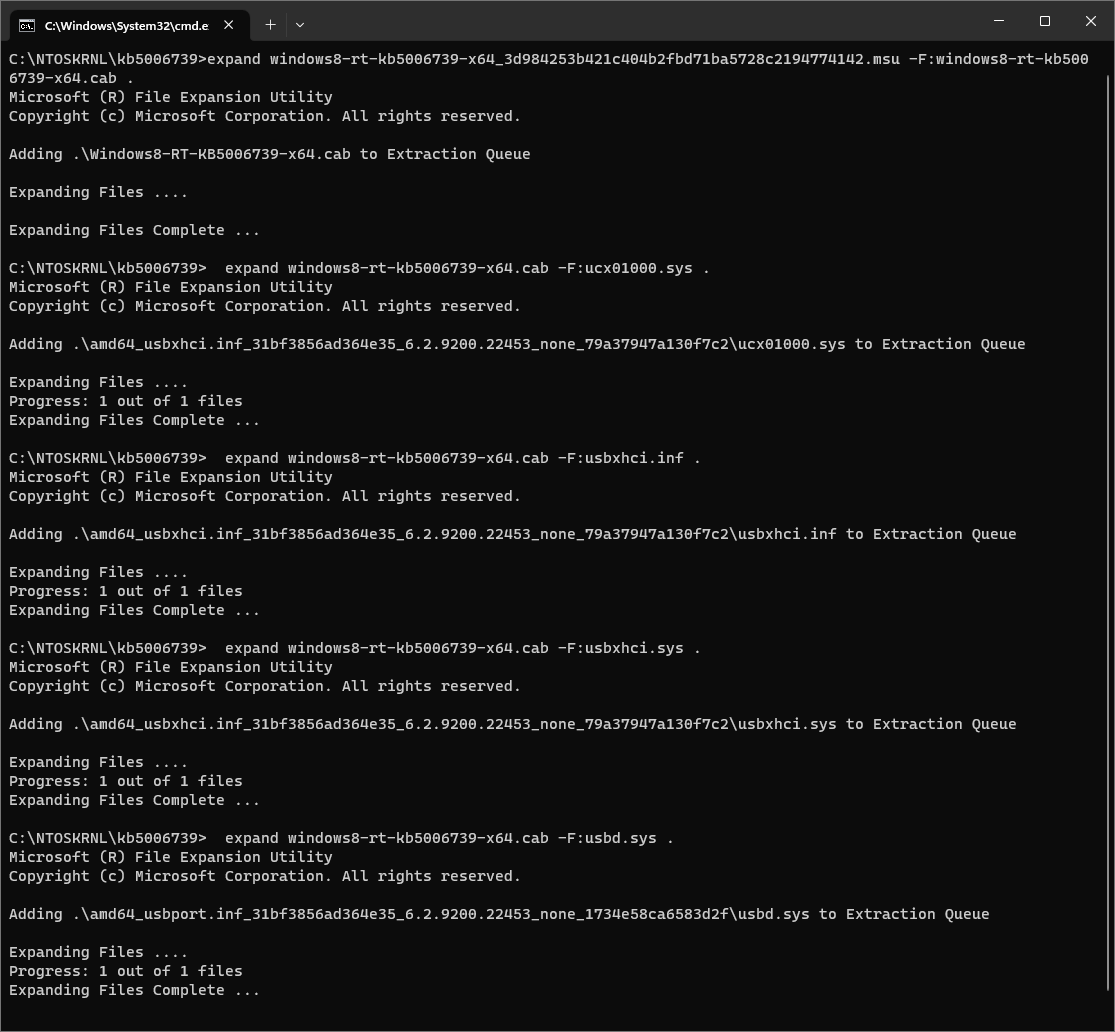 C:\Windows\System32\cmd.e
C:\NTOSKRNL\kb5006739>expand windows8-rt-kb5006739-x64_3d984253b421c404b2fbd71ba5728c2194774142.msu -F:windows8-rt-kb500
6739-x64.cab .
Microsoft (R) File Expansion Utility
Copyright (c) Microsoft Corporation. All rights reserved.
Adding .\Windows8-RT-KB5006739-x64.cab to Extraction Queue
Expanding Files ....
Expanding Files Complete ...
C:\NTOSKRNL\kb5006739>  expand windows8-rt-kb5006739-x64.cab -F:ucx01000.sys .
Microsoft (R) File Expansion Utility
Copyright (c) Microsoft Corporation. All rights reserved.
Adding .\amd64_usbxhci.inf_31bf3856ad364e35_6.2.9200.22453_none_79a37947a130f7c2\ucx01000.sys to Extraction Queue
Expanding Files ....
Progress: 1 out of 1 files
Expanding Files Complete ...
C:\NTOSKRNL\kb5006739>  expand windows8-rt-kb5006739-x64.cab -F:usbxhci.inf .
Microsoft (R) File Expansion Utility
Copyright (c) Microsoft Corporation. All rights reserved.
Adding .\amd64_usbxhci.inf_31bf3856ad364e35_6.2.9200.22453_none_79a37947a130f7c2\usbxhci.inf to Extraction Queue
Expanding Files ....
Progress: 1 out of 1 files
Expanding Files Complete ...
C:\NTOSKRNL\kb5006739>  expand windows8-rt-kb5006739-x64.cab -F:usbxhci.sys .
Microsoft (R) File Expansion Utility
Copyright (c) Microsoft Corporation. All rights reserved.
Adding .\amd64_usbxhci.inf_31bf3856ad364e35_6.2.9200.22453_none_79a37947a130f7c2\usbxhci.sys to Extraction Queue
Expanding Files ....
Progress: 1 out of 1 files
Expanding Files Complete ...
C:\NTOSKRNL\kb5006739>  expand windows8-rt-kb5006739-x64.cab -F:usbd.sys .
Microsoft (R) File Expansion Utility
Copyright (c) Microsoft Corporation. All rights reserved.
Adding .\amd64_usbport.inf_31bf3856ad364e35_6.2.9200.22453_none_1734e58ca6583d2f\usbd.sys to Extraction Queue
Expanding Files ....
Progress: 1 out of 1 files
Expanding Files Complete ...